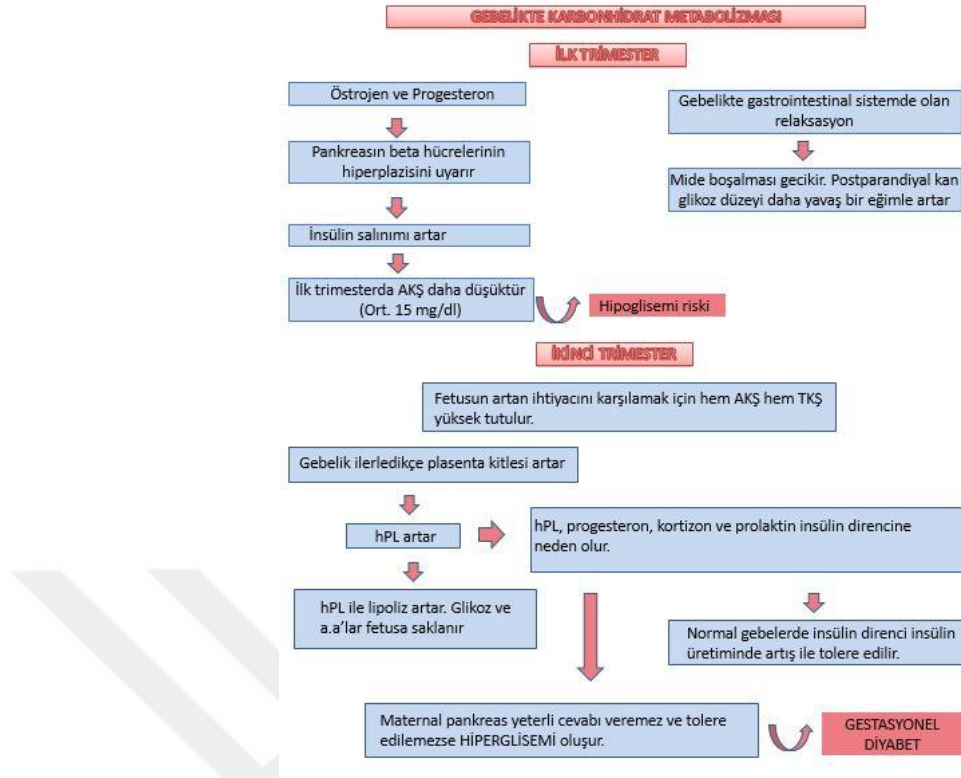 GEBELİKTE KARBONHİDRAT METABOLİZMASI
İLK TRİMESTER
Östrojen ve Progesteron
Pankreasın beta hücrelerinin
hiperplazisini uyarır
İnsülin salınımı artar
İlk trimesterda AKŞ daha düşüktür
(Ort. 15 mg/dl)
Hipoglisemi riski
Gebelikte gastrointestinal sistemde olan
relaksasyon
Mide boşalması gecikir. Postparandiyal kan
glikoz düzeyi daha yavaş bir eğimle artar
İKİNCİ TRİMESTER
Fetusun artan ihtiyacını karşılamak için hem AKŞ hem TKŞ
yüksek tutulur.
Gebelik ilerledikçe plasenta kitlesi artar
hPL artar
hPL, progesteron, kortizon ve prolaktin insülin direncine
neden olur.
hPL ile lipoliz artar. Glikoz ve
a.a'lar fetusa saklanır
Normal gebelerde insülin direnci insülin
üretiminde artış ile tolere edilir.
Maternal pankreas yeterli cevabı veremez ve tolere
edilemezse HİPERGLİSEMİ oluşur.
GESTASYONEL
DİYABET